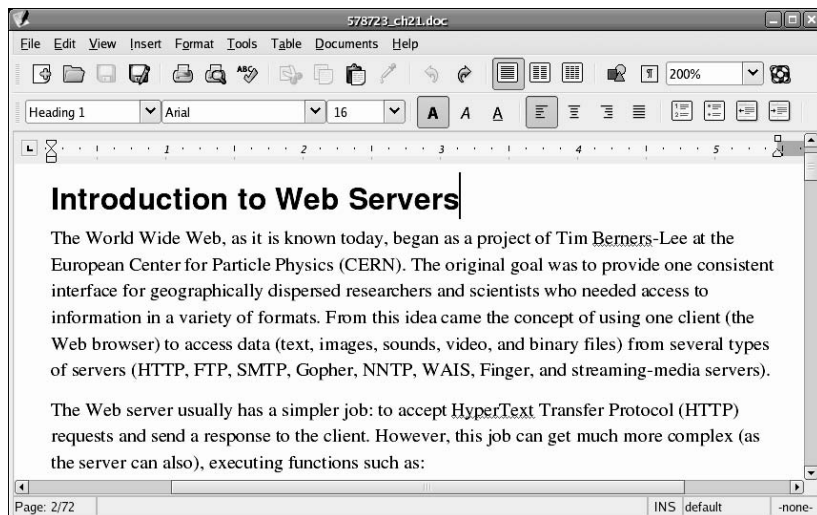 578723_ch21.doc
File Edit View Insert Format Tools Table Documents Help
ABC 200%
Heading 1 Arial 16 A A A
1 2 3 4 5
Introduction to Web Servers
The World Wide Web, as it is known today, began as a project of Tim Berners-Lee at the
European Center for Particle Physics (CERN). The original goal was to provide one consistent
interface for geographically dispersed researchers and scientists who needed access to
information in a variety of formats. From this idea came the concept of using one client (the
Web browser) to access data (text, images, sounds, video, and binary files) from several types
of servers (HTTP, FTP, SMTP, Gopher, NNTP, WAIS, Finger, and streaming-media servers).
The Web server usually has a simpler job: to accept HyperText Transfer Protocol (HTTP)
requests and send a response to the client. However, this job can get much more complex (as
the server can also), executing functions such as:
Page: 2/72 INS default -none-